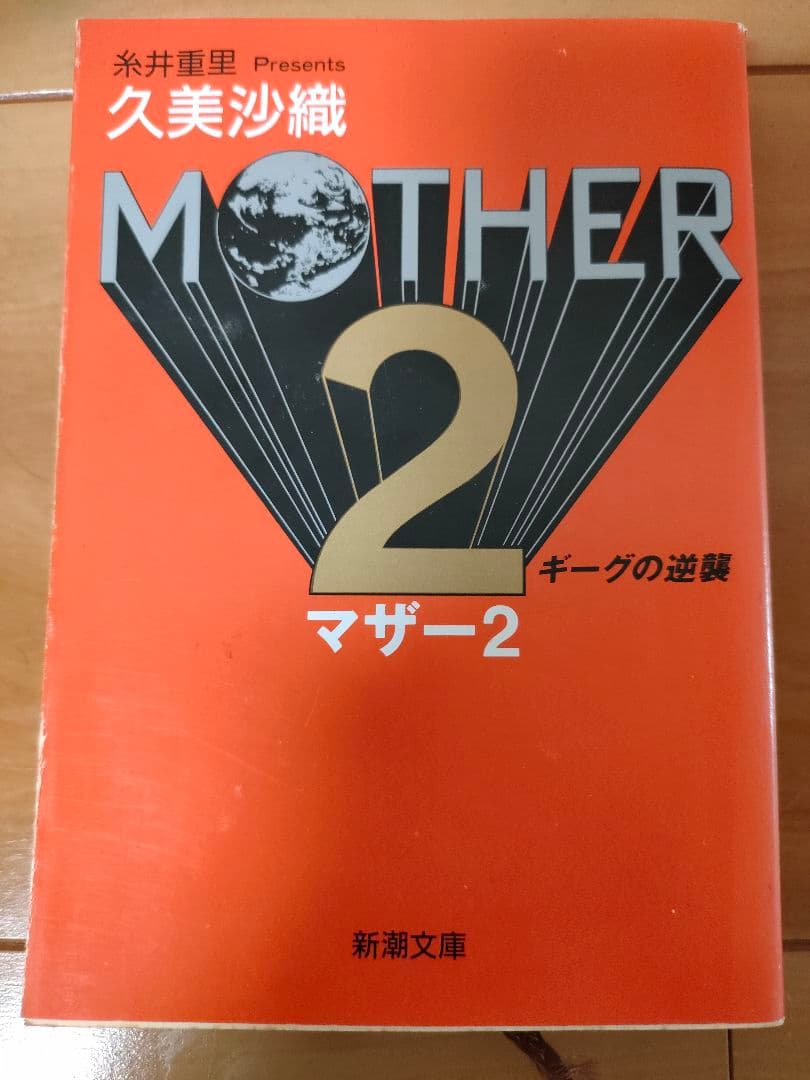 糸井重里 Presents
久美沙織
MOTHER
2
ギーグの逆襲
マザー2
新潮文庫